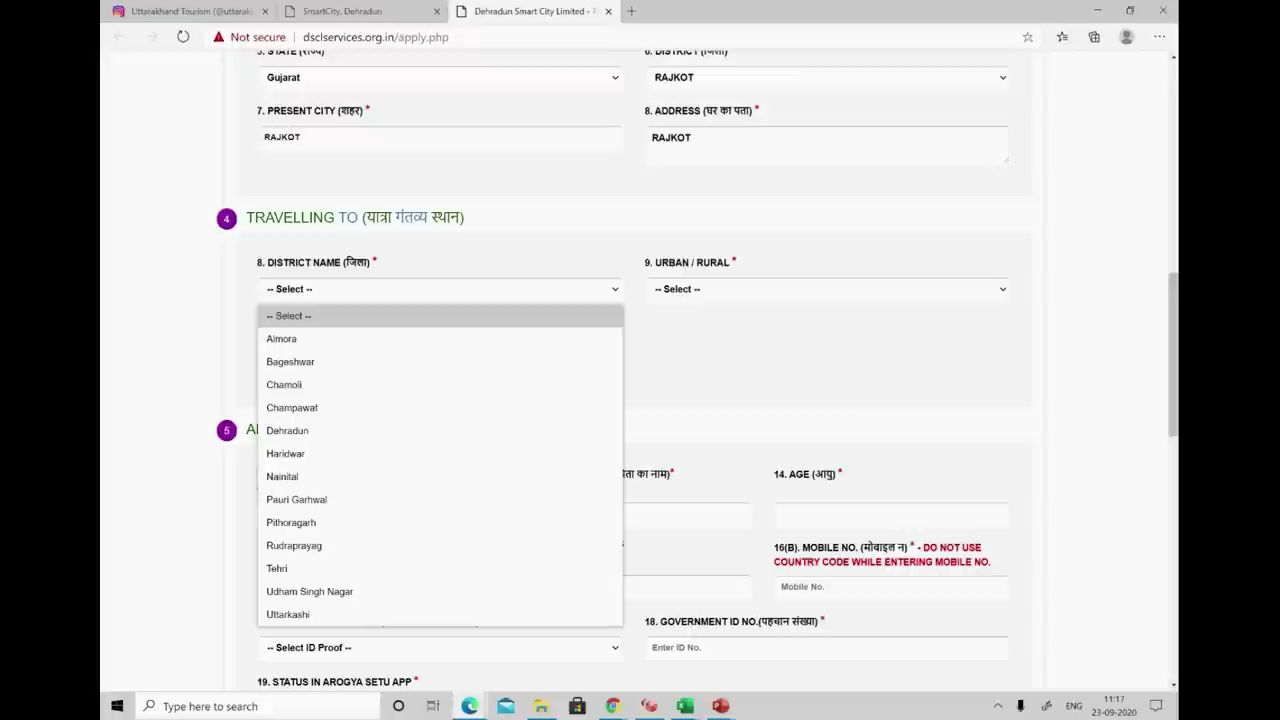 Uttarakhand Tourism (@uttarak
SmartCity, Dehradun
Dehradun Smart City Limited
Not secure
dsclservices.org.in/apply.php
5. STATE (राज्य)
6. DISTRICT (जिला)
Gujarat
RAJKOT
7. PRESENT CITY (शहर) *
8. ADDRESS (घर का पता) *
RAJKOT
RAJKOT
4
TRAVELLING TO (यात्रा गंतव्य स्थान)
8. DISTRICT NAME (जिला) *
9. URBAN / RURAL *
-- Select --
-- Select --
-- Select --
Almora
Bageshwar
Chamoli
Champawat
Dehradun
Haridwar
Nainital
Pauri Garhwal
Pithoragarh
Rudraprayag
Tehri
Udham Singh Nagar
Uttarkashi
5
का नाम)*
14. AGE (आयु) *
16(B). MOBILE NO. (मोबाइल न) * - DO NOT USE
COUNTRY CODE WHILE ENTERING MOBILE NO.
Mobile No.
18. GOVERNMENT ID NO.(पहचान संख्या) *
-- Select ID Proof --
Enter ID No.
19. STATUS IN AROGYA SETU APP *
Type here to search
ENG
11:17
23-09-2020